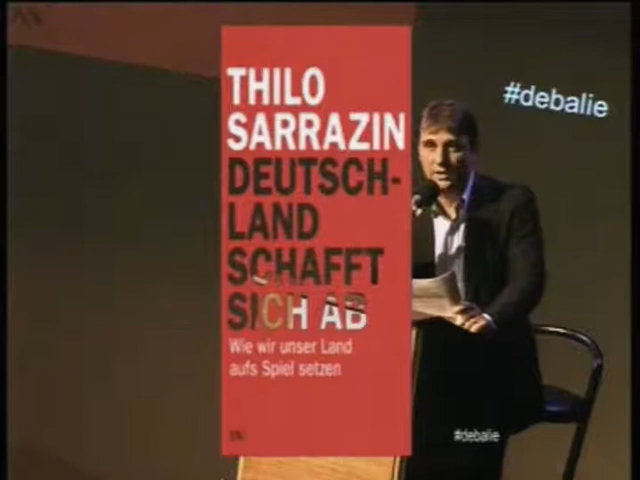 THILO
SARRAZIN
DEUTSCH-
LAND
SCHAFFT
SICH AB
Wie wir unser Land
aufs Spiel setzen
#debalie
#debalie